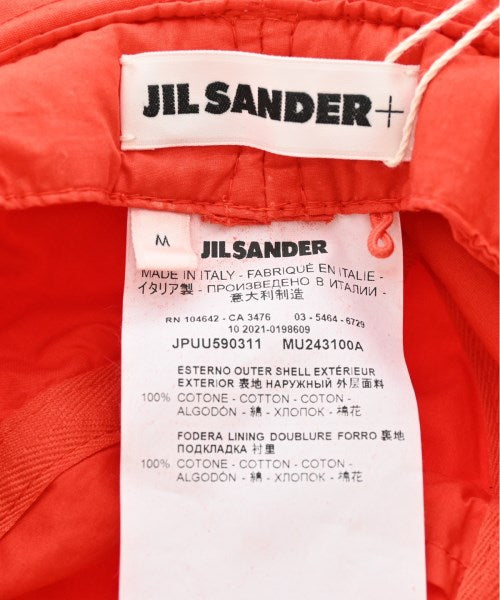 JIL SANDER+
M
JIL SANDER
MADE IN ITALY - FABRIQUÉ EN ITALIE -
イタリア製 - ПРОИЗВЕДЕНО В ИТАЛИИ -
意大利制造
RN 104642 - CA 3476 03 - 5464 - 6729
10 2021-0198609
JPUU590311 MU243100A
ESTERNO OUTER SHELL EXTÉRIEUR
EXTERIOR 表地 НАРУЖНЫЙ 外层面料
100% COTONE - COTTON - COTON -
ALGODÓN - 綿 - ХЛОПОК - 棉花
FODERA LINING DOUBLURE FORRO 裏地
ПОДКЛАДКА 衬里
100% COTONE - COTTON - COTON -
ALGODÓN - 綿 - ХЛОПОК - 棉花